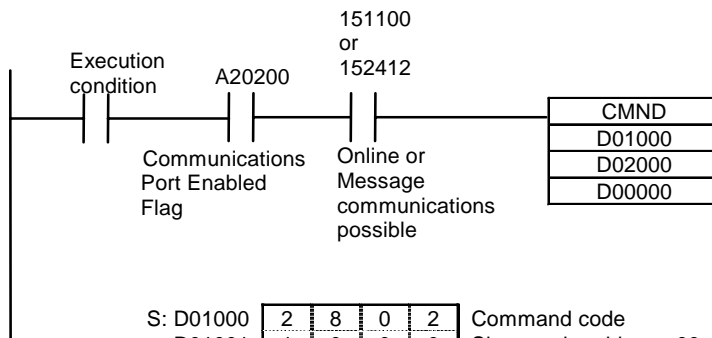 151100
or
152412
Execution
condition
A20200
CMND
D01000
D02000
D00000
Communications
Port Enabled
Flag
Online or
Message
communications
possible
S: D01000 2 8 0 2 Command code